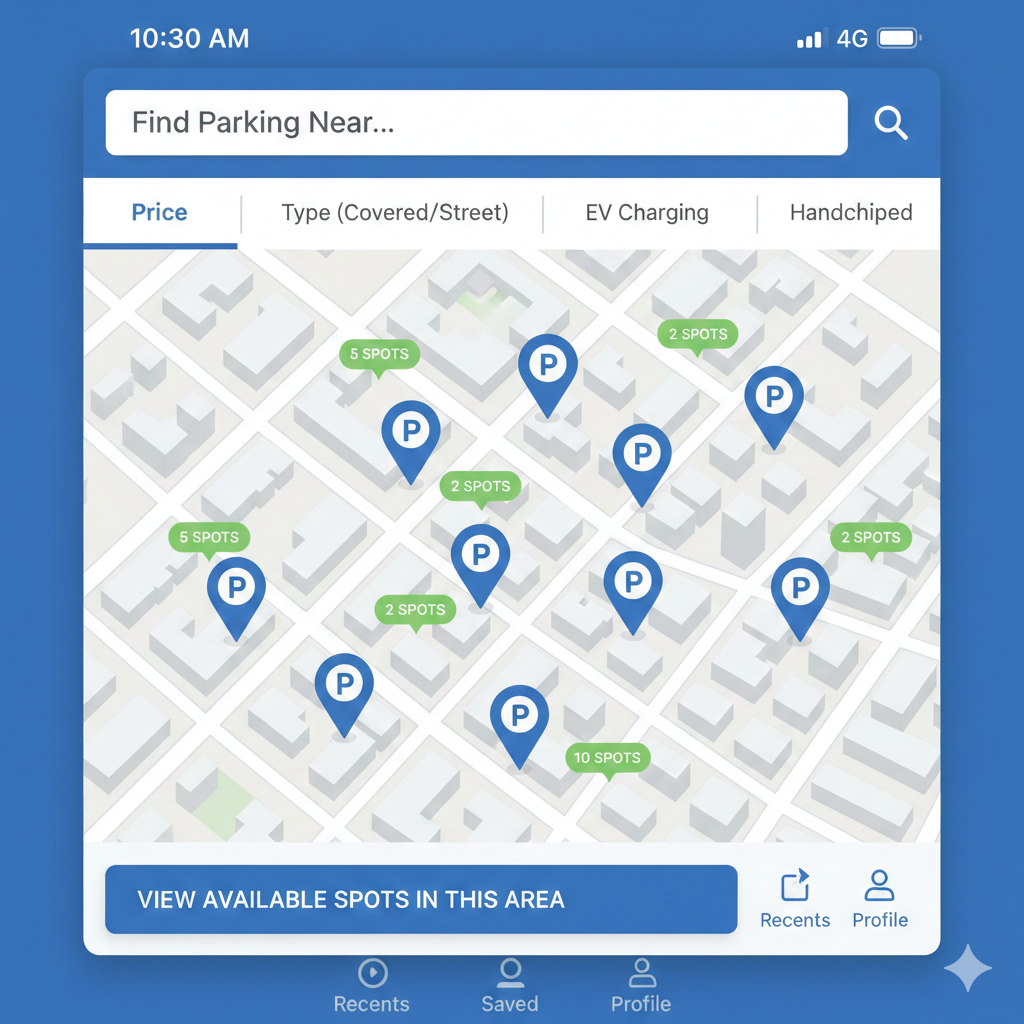 10:30 AM
4G
Find Parking Near...
Price
Type (Covered/Street)
EV Charging
Handchiped
2 SPOTS
5 SPOTS
P
P
P
P
2 SPOTS
5 SPOTS
2 SPOTS
P
P
P
P
2 SPOTS
P
P
10 SPOTS
VIEW AVAILABLE SPOTS IN THIS AREA
Recents
Profile
Recents
Saved
Profile